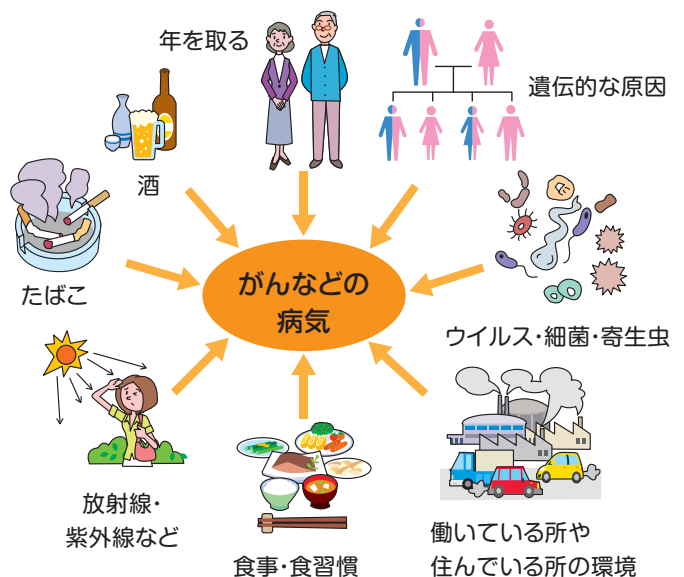 年を取る
遺伝的な原因
酒
たばこ
がんなどの
病気
ウイルス・細菌・寄生虫
放射線・
紫外線など
食事・食習慣
働いている所や
住んでいる所の環境